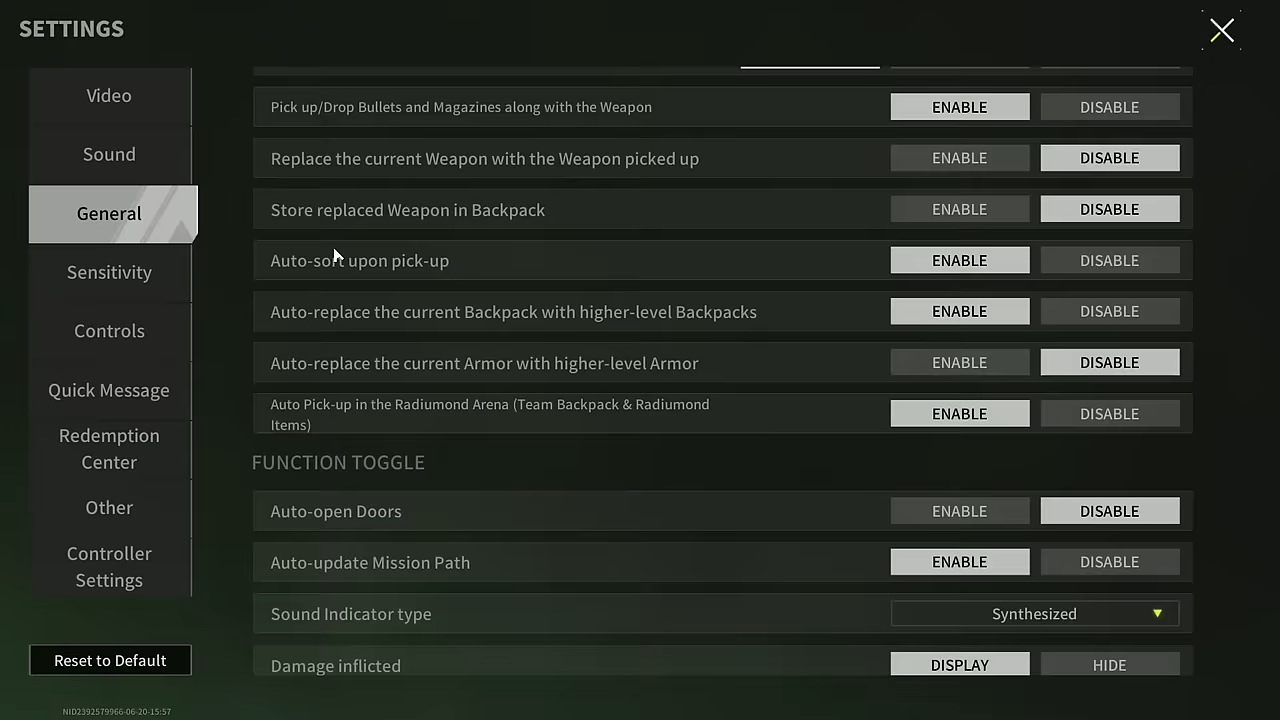 SETTINGS
Video
Sound
General
Sensitivity
Controls
Quick Message
Redemption
Center
Other
Controller
Settings
Reset to Default
NID2392579966-06-20-15:57
Pick up/Drop Bullets and Magazines along with the Weapon ENABLE DISABLE
Replace the current Weapon with the Weapon picked up ENABLE DISABLE
Store replaced Weapon in Backpack ENABLE DISABLE
Auto-sort upon pick-up ENABLE DISABLE
Auto-replace the current Backpack with higher-level Backpacks ENABLE DISABLE
Auto-replace the current Armor with higher-level Armor ENABLE DISABLE
Auto Pick-up in the Radiumond Arena (Team Backpack & Radiumond
Items) ENABLE DISABLE
FUNCTION TOGGLE
Auto-open Doors ENABLE DISABLE
Auto-update Mission Path ENABLE DISABLE
Sound Indicator type Synthesized
Damage inflicted DISPLAY HIDE